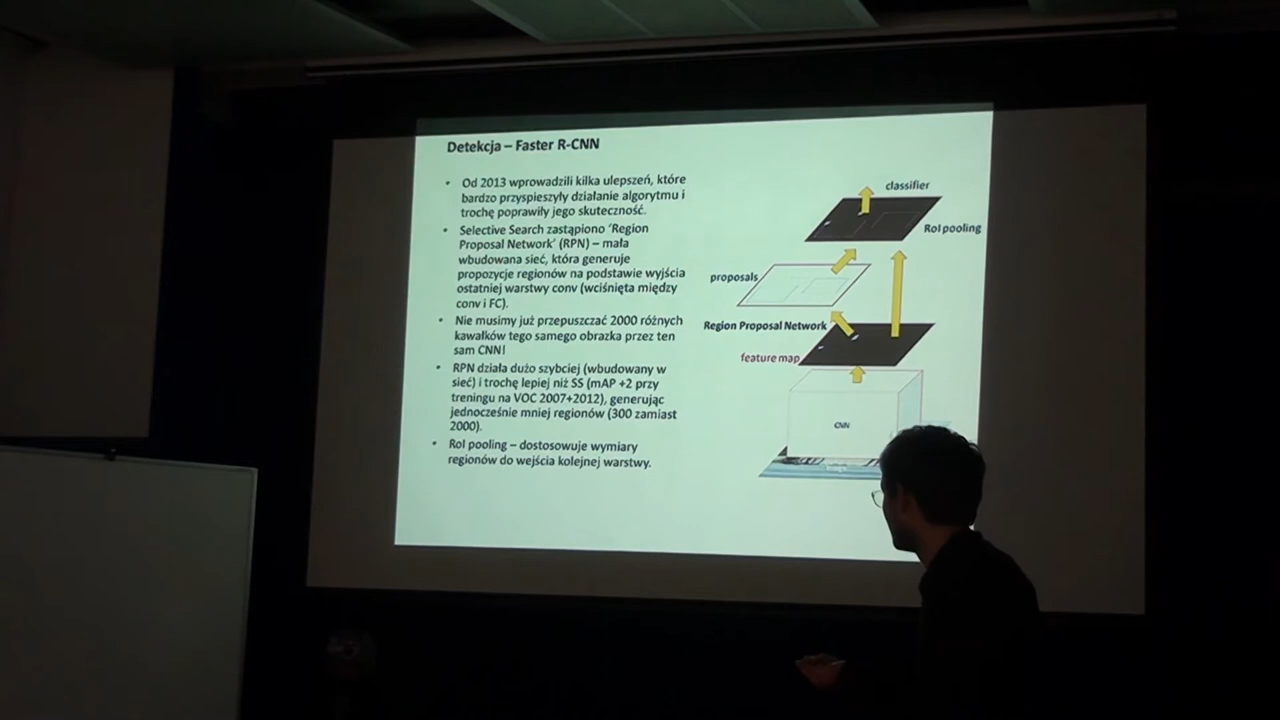 Detekcja – Faster R-CNN
• Od 2013 wprowadzili kilka ulepszeń, które
bardzo przyspieszyły działanie algorytmu i
trochę poprawiły jego skuteczność.
• Selective Search zastąpiono 'Region
Proposal Network' (RPN) – mała
wbudowana sieć, która generuje
propozycje regionów na podstawie wyjścia
ostatniej warstwy conv (wciśnięta między
conv i FC).
• Nie musimy już przepuszczać 2000 różnych
kawałków tego samego obrazka przez ten
sam CNN!
• RPN działa dużo szybciej (wbudowany w
sieć) i trochę lepiej niż SS (mAP +2 przy
treningu na VOC 2007+2012), generując
jednocześnie mniej regionów (300 zamiast
2000).
• RoI pooling – dostosowuje wymiary
regionów do wejścia kolejnej warstwy.
classifier
RoI pooling
proposals
Region Proposal Network
feature map
CNN